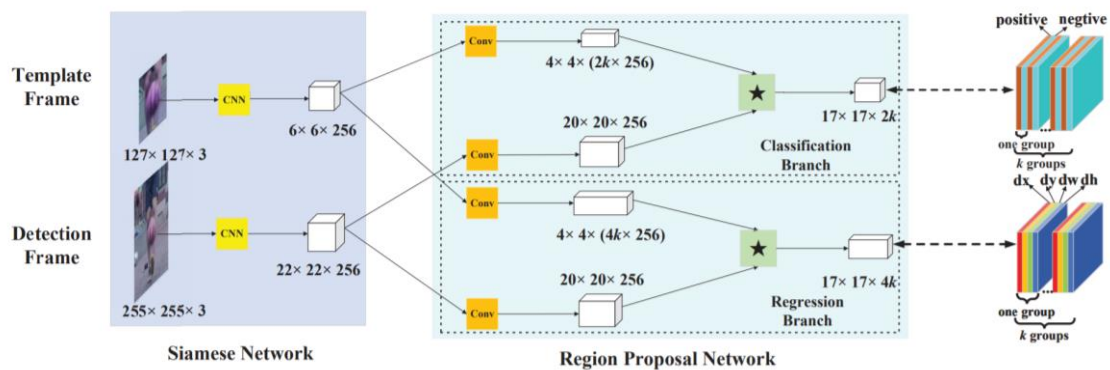 Template
Frame
127× 127× 3
CNN
6× 6× 256
Detection
Frame
255× 255× 3
CNN
22× 22× 256
Siamese Network
Conv
4× 4× (2k× 256)
Conv
20× 20× 256
★
17× 17× 2k
Classification
Branch
Conv
4× 4× (4k× 256)
Conv
20× 20× 256
★
17× 17× 4k
Regression
Branch
Region Proposal Network
positive negtive
...
one group
k groups
dx dy dw dh
...
one group
k groups